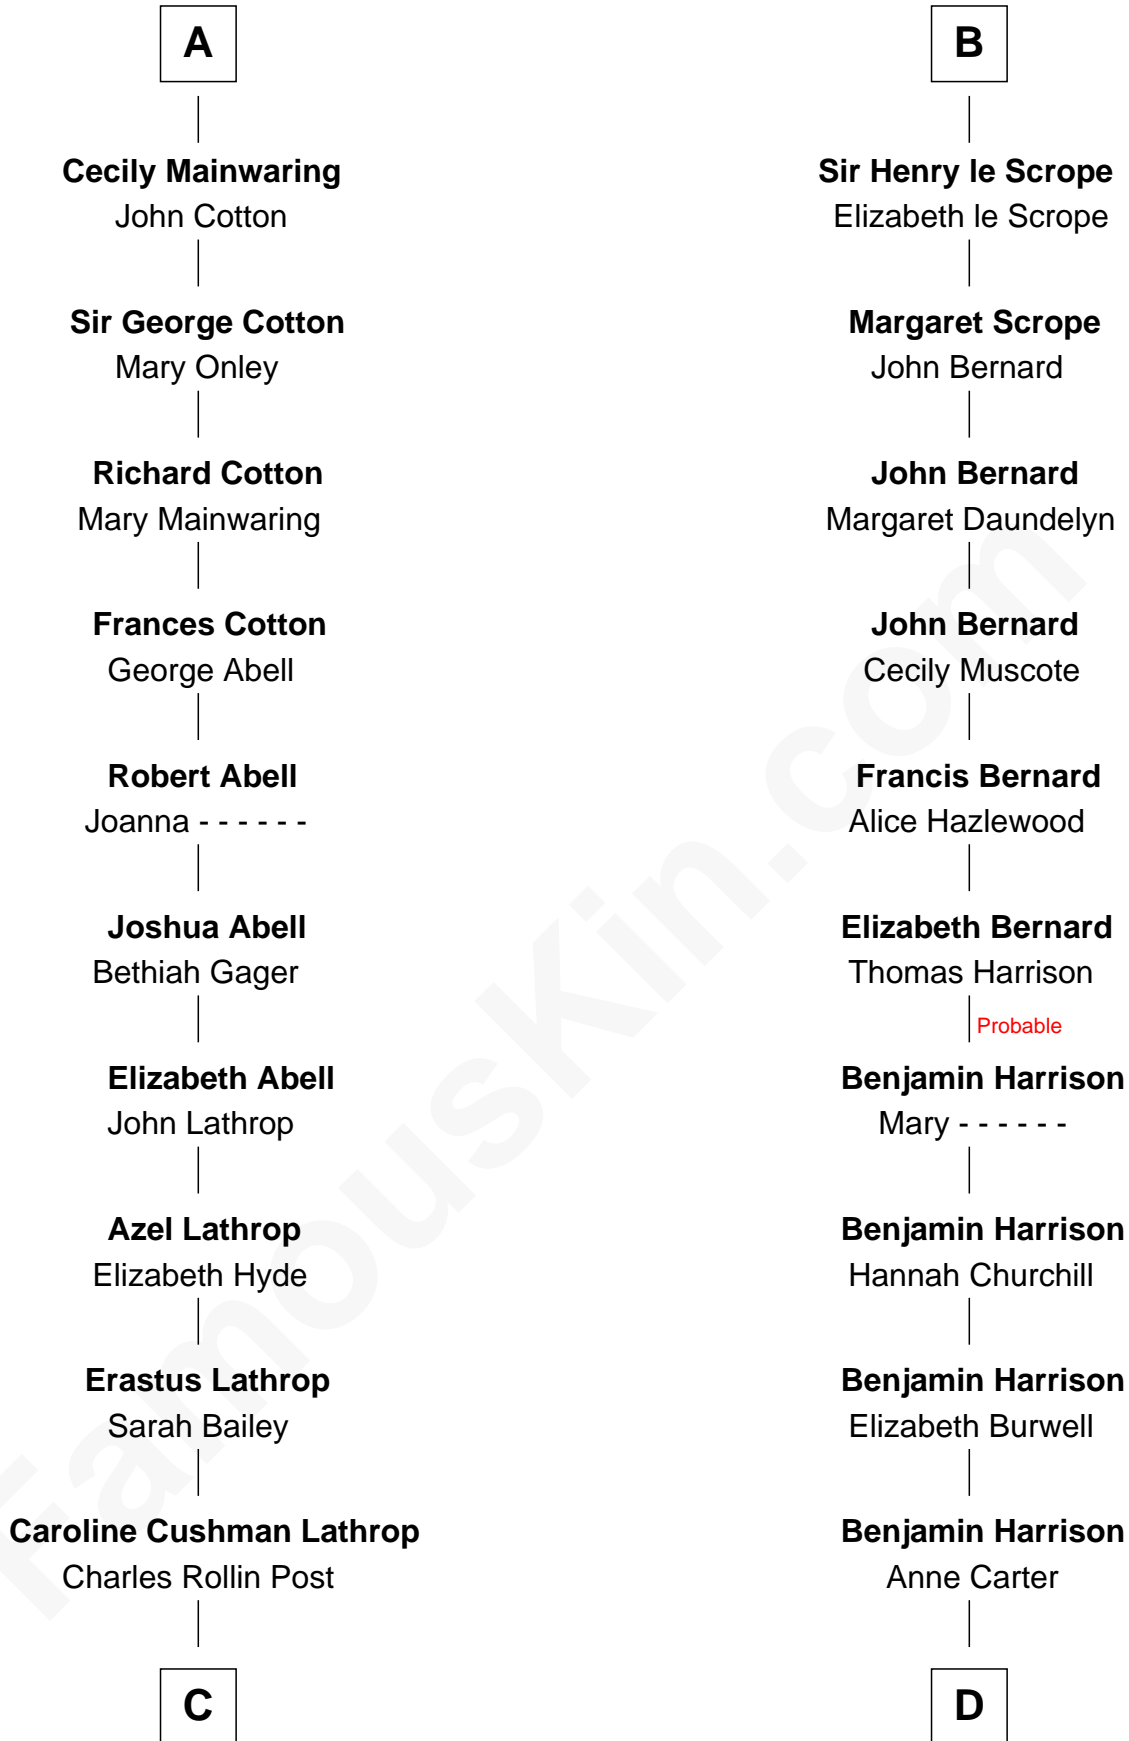 A
Cecily Mainwaring
John Cotton
Sir George Cotton
Mary Onley
Richard Cotton
Mary Mainwaring
Frances Cotton
George Abell
Robert Abell
Joanna - - - - - -
Joshua Abell
Bethiah Gager
Elizabeth Abell
John Lathrop
Azel Lathrop
Elizabeth Hyde
Erastus Lathrop
Sarah Bailey
Caroline Cushman Lathrop
Charles Rollin Post
C
B
Sir Henry le Scrope
Elizabeth le Scrope
Margaret Scrope
John Bernard
John Bernard
Margaret Daundelyn
John Bernard
Cecily Muscote
Francis Bernard
Alice Hazlewood
Elizabeth Bernard
Thomas Harrison
Probable
Benjamin Harrison
Mary - - - - - -
Benjamin Harrison
Hannah Churchill
Benjamin Harrison
Elizabeth Burwell
Benjamin Harrison
Anne Carter
D
FamousKin.com